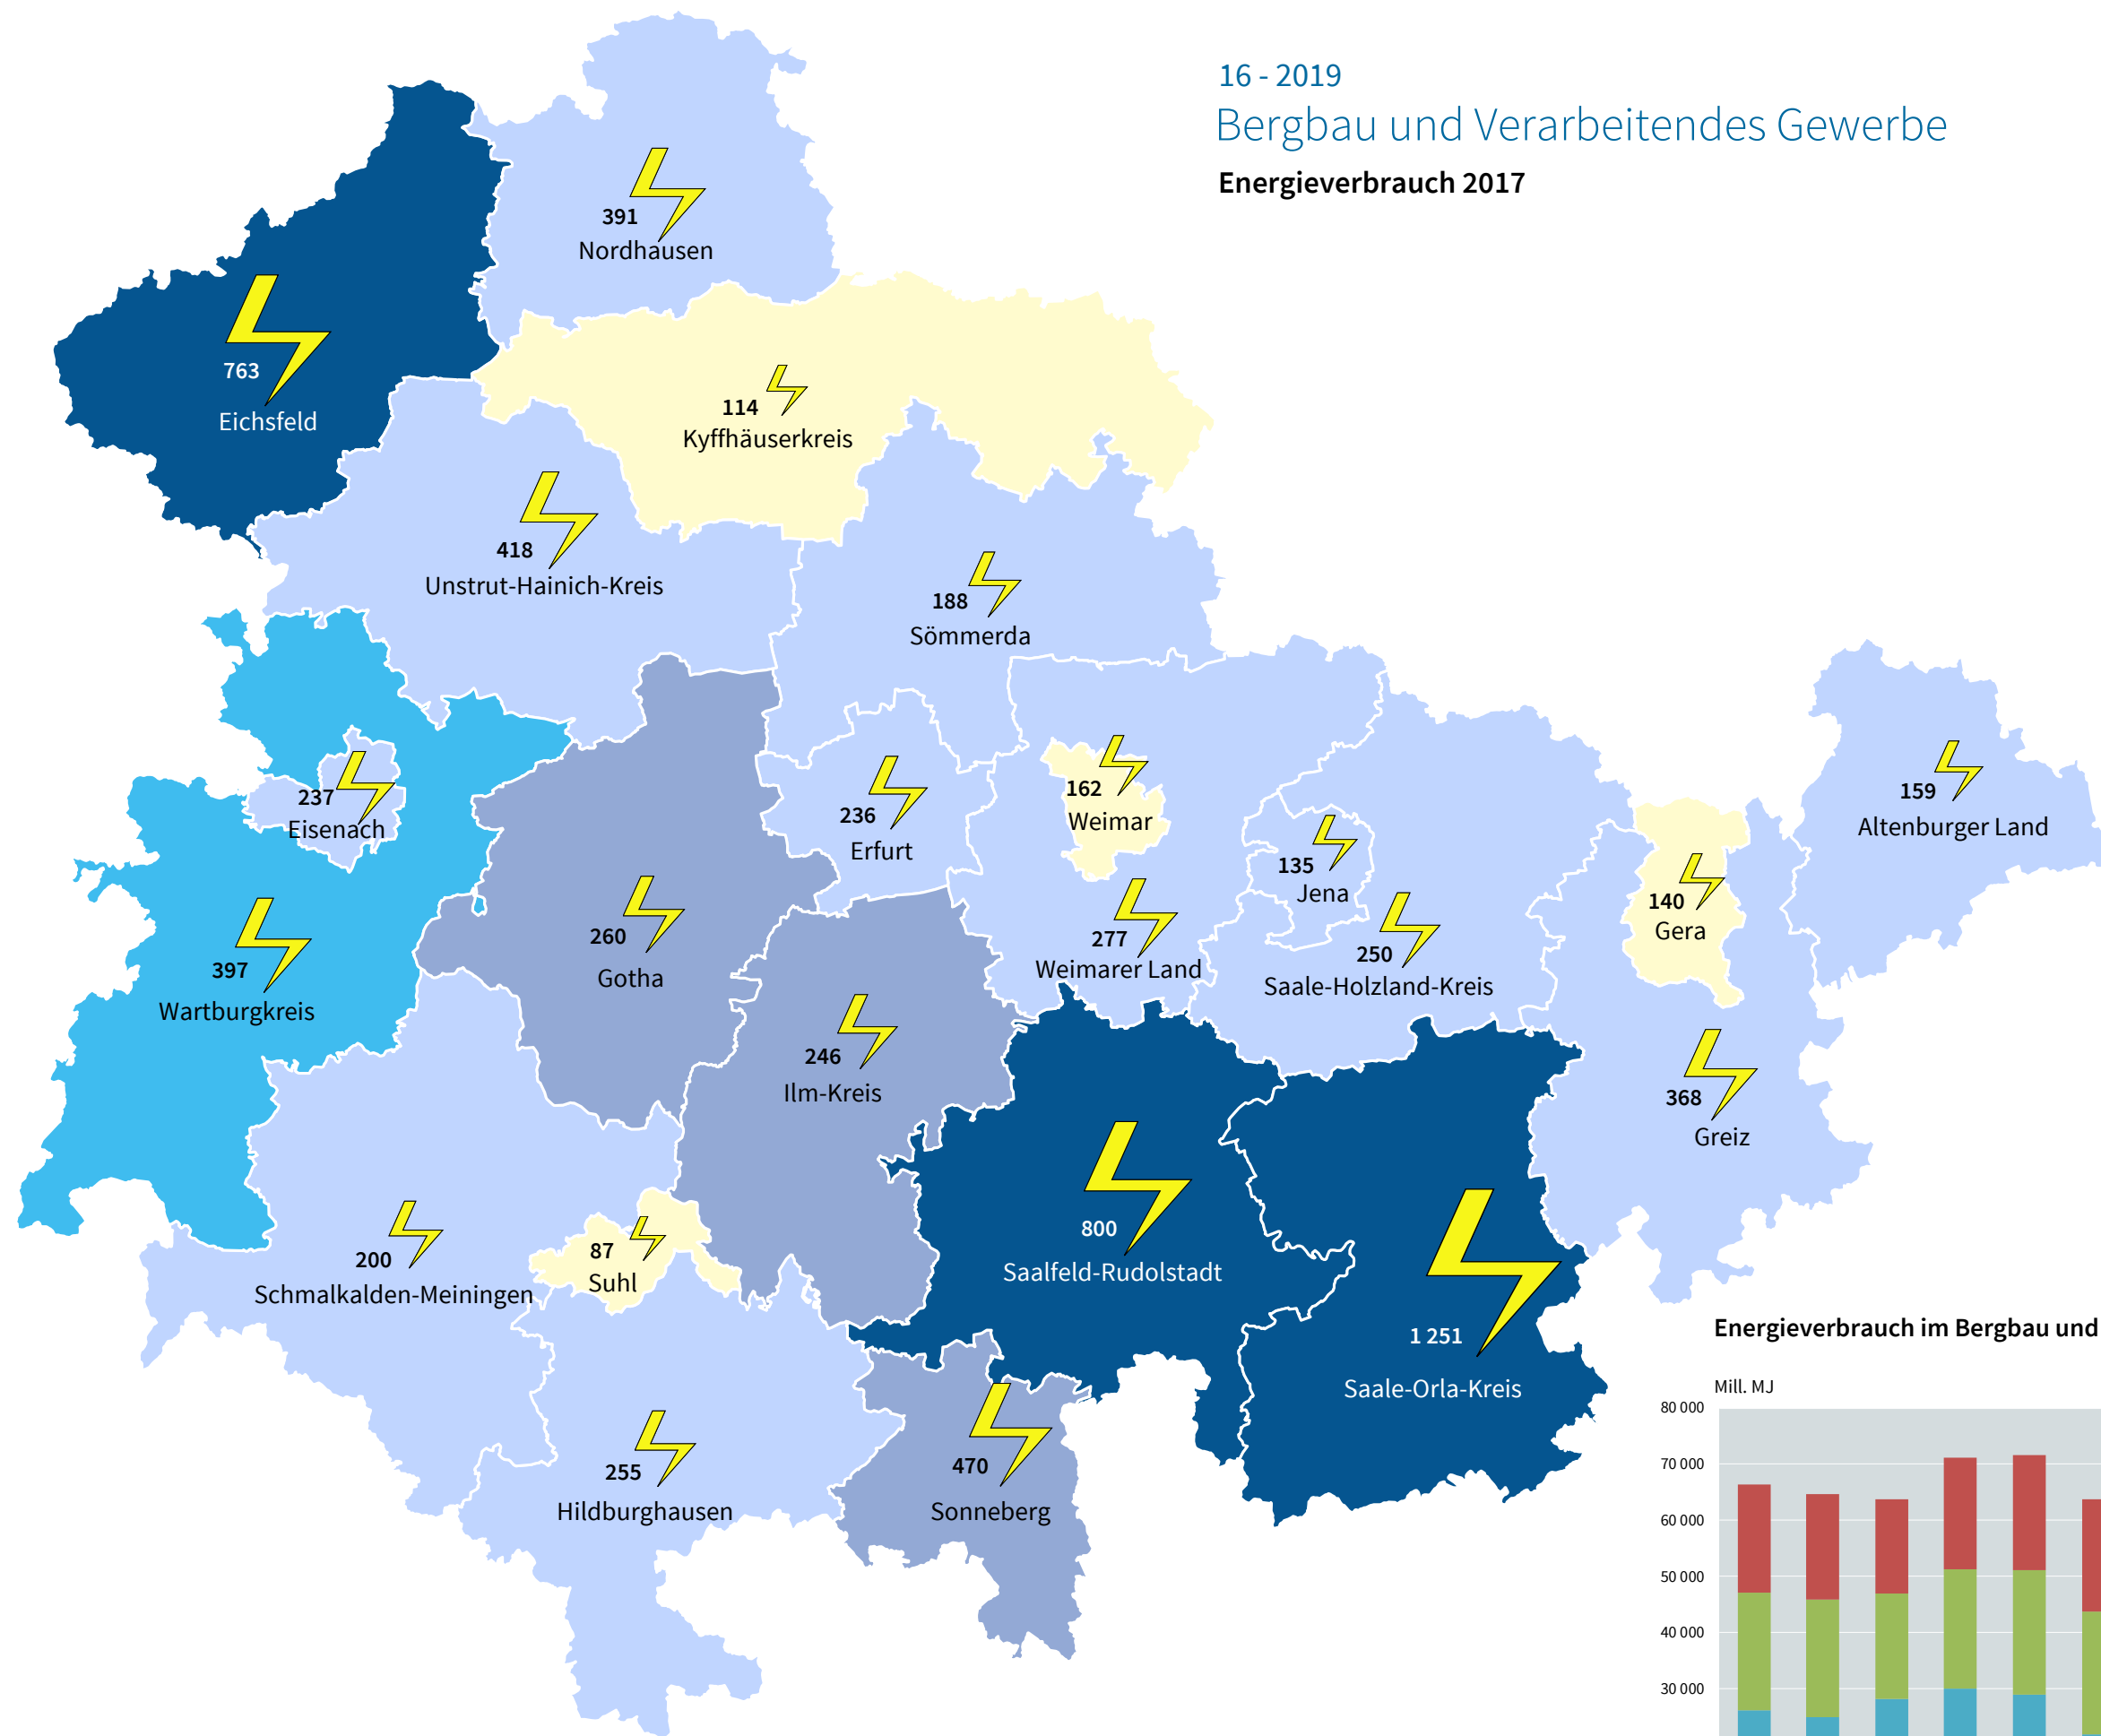 16 - 2019
Bergbau und Verarbeitendes Gewerbe
Energieverbrauch 2017
391
Nordhausen
763
Eichsfeld
114
Kyffhäuserkreis
418
Unstrut-Hainich-Kreis
188
Sömmerda
237
Eisenach
236
Erfurt
162
Weimar
135
Jena
159
Altenburger Land
140
Gera
397
Wartburgkreis
260
Gotha
277
Weimarer Land
250
Saale-Holzland-Kreis
246
Ilm-Kreis
368
Greiz
200
Schmalkalden-Meiningen
87
Suhl
800
Saalfeld-Rudolstadt
1 251
Saale-Orla-Kreis
255
Hildburghausen
470
Sonneberg
Energieverbrauch im Bergbau und
Mill. MJ
80 000
70 000
60 000
50 000
40 000
30 000